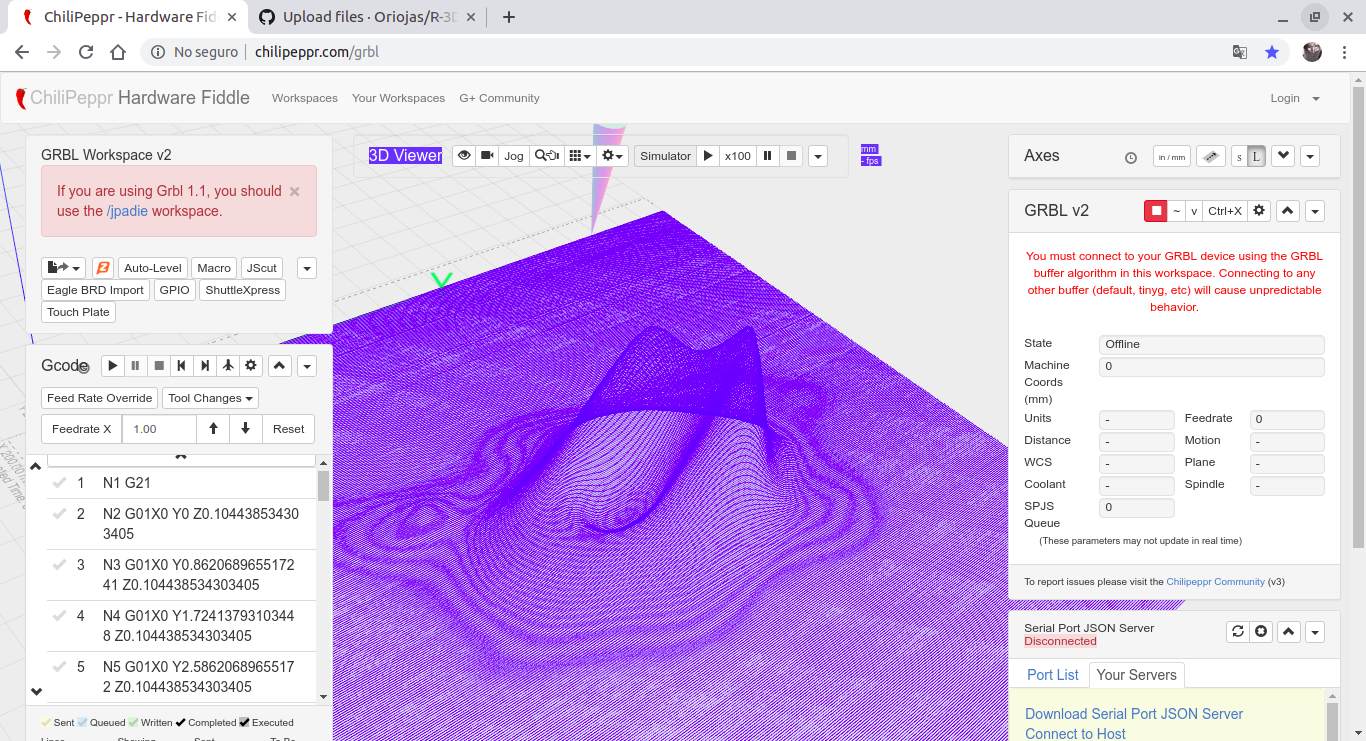 ChiliPeppr - Hardware Fid
Upload files · Oriojas/R-3D
No seguro
chilipeppr.com/grbl
ChiliPeppr Hardware Fiddle
Workspaces
Your Workspaces
G+ Community
Login
GRBL Workspace v2
If you are using Grbl 1.1, you should
use the /jpadie workspace.
Auto-Level
Macro
JScut
Eagle BRD Import
GPIO
ShuttleXpress
Touch Plate
Gcode
Feed Rate Override
Tool Changes
Feedrate X
1.00
Reset
1 N1 G21
2 N2 G01X0 Y0 Z0.10443853430
3405
3 N3 G01X0 Y0.8620689655172
41 Z0.104438534303405
4 N4 G01X0 Y1.7241379310344
8 Z0.104438534303405
5 N5 G01X0 Y2.5862068965517
2 Z0.104438534303405
Sent Queued Written Completed Executed
3D Viewer
Jog
Simulator
x100
mm
- fps
Axes
in / mm
s
L
GRBL v2
~
v
Ctrl+X
You must connect to your GRBL device using the GRBL
buffer algorithm in this workspace. Connecting to any
other buffer (default, tinyg, etc) will cause unpredictable
behavior.
State Offline
Machine 0
Coords
(mm)
Units - Feedrate 0
Distance - Motion -
WCS - Plane -
Coolant - Spindle -
SPJS 0
Queue
(These parameters may not update in real time)
To report issues please visit the Chilipeppr Community (v3)
Serial Port JSON Server
Disconnected
Port List
Your Servers
Download Serial Port JSON Server
Connect to Host